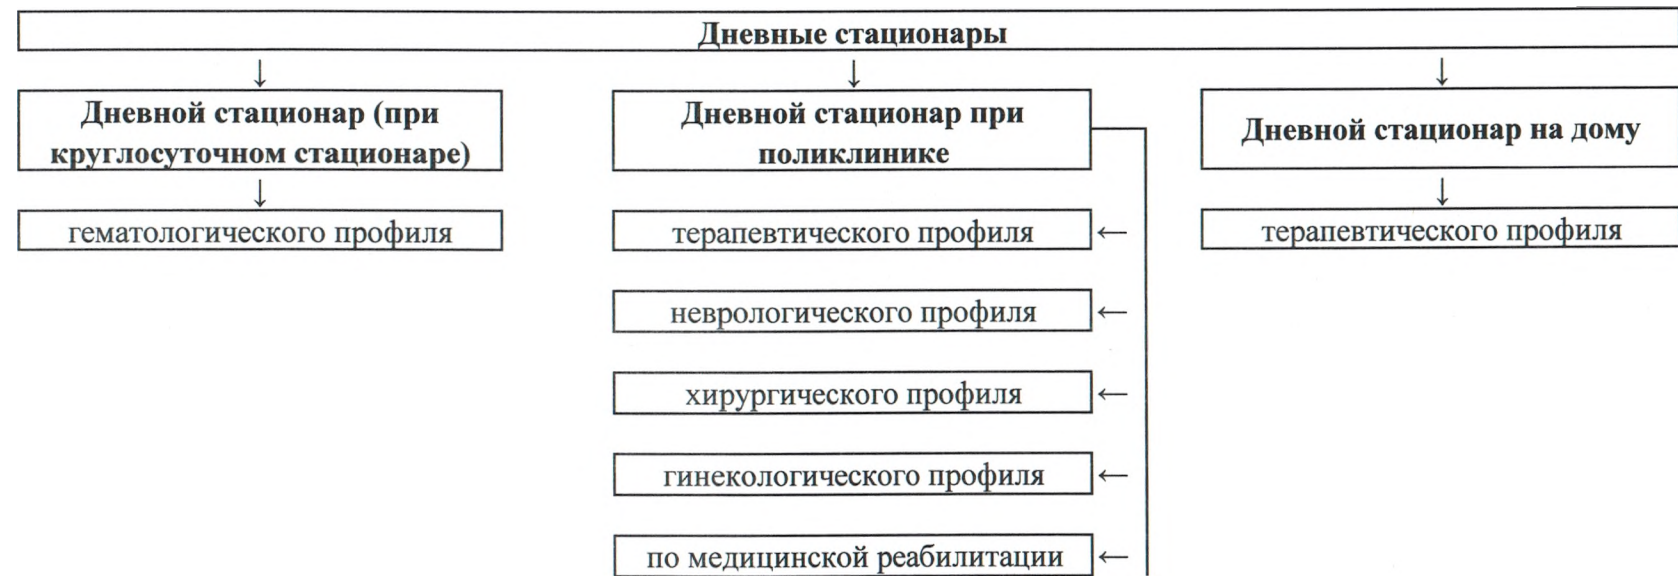 Дневные стационары
↓ ↓ ↓
Дневной стационар (при
круглосуточном стационаре)
Дневной стационар при
поликлинике
Дневной стационар на дому
↓ ↓
гематологического профиля
терапевтического профиля ←
терапевтического профиля
неврологического профиля ←
хирургического профиля ←
гинекологического профиля ←
по медицинской реабилитации ←